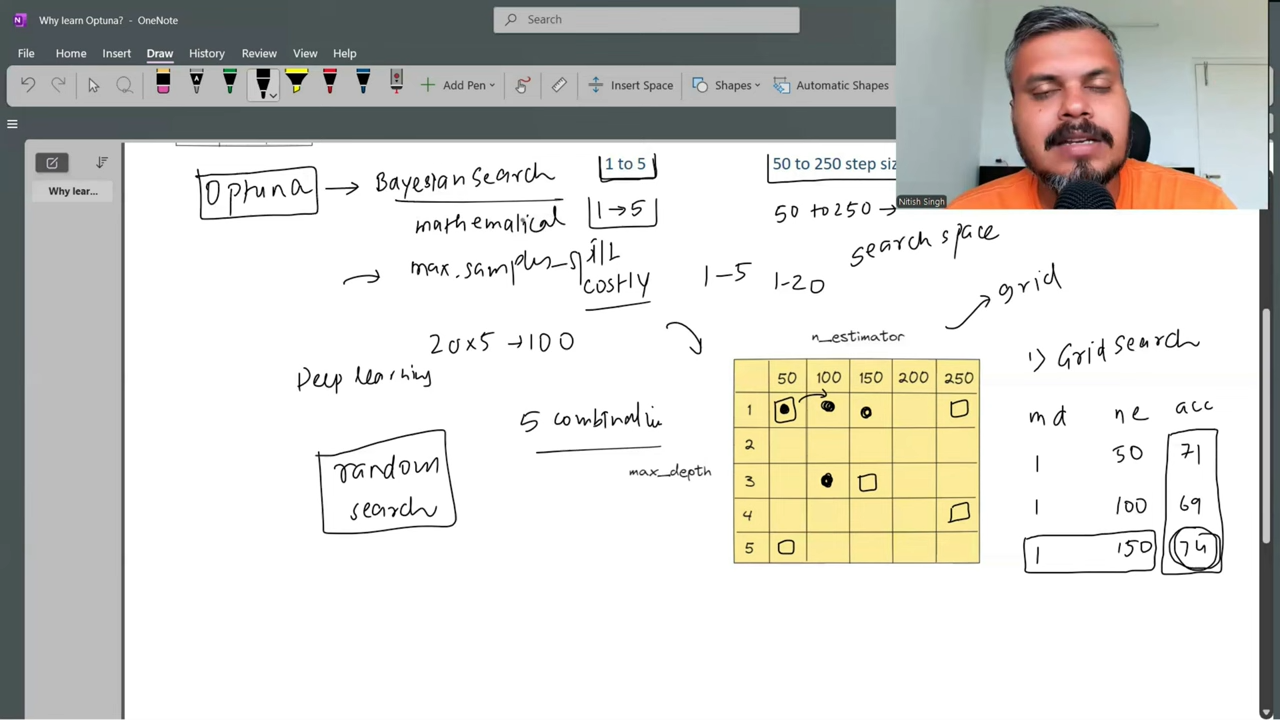 Why learn Optuna? - OneNote
Search
File Home Insert Draw History Review View Help
Add Pen Insert Space Shapes Automatic Shapes
Why lear...
Nitish Singh
Optuna → Bayesian Search
mathematical
1 to 5
1 → 5
50 to 250 step siz
50 to 250 →
search space
max_samples_
costly
1 - 5 1 - 20
20 x 5 → 100
Deep learning
5 combinatio
random
search
grid
n_estimator
max_depth
50 100 150 200 250
1
2
3
4
5
1) Grid Search
md ne acc
1 50 71
1 100 69
1 150 74